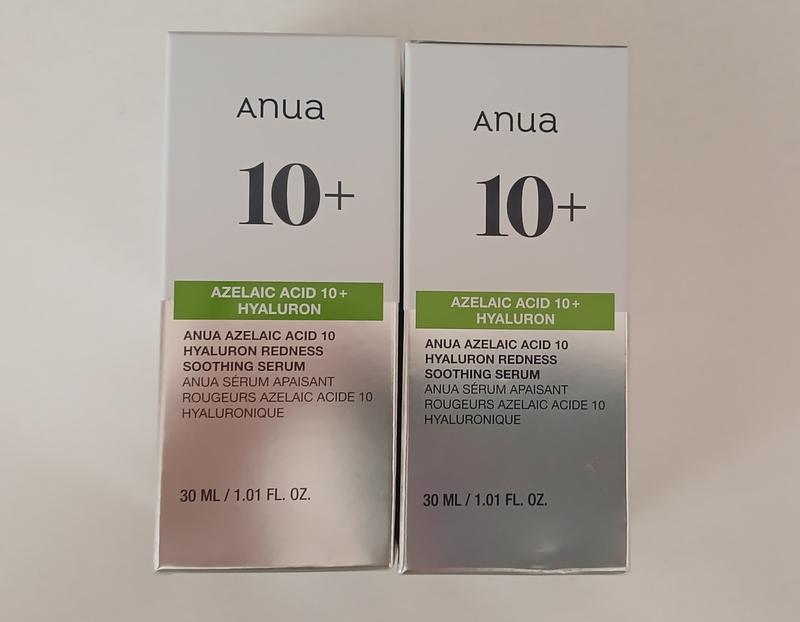 Anua
10+
AZELAIC ACID 10+
HYALURON
ANUA AZELAIC ACID 10
HYALURON REDNESS
SOOTHING SERUM
ANUA SÉRUM APAISANT
ROUGEURS AZELAIC ACIDE 10
HYALURONIQUE
30 ML / 1.01 FL. OZ.
Anua
10+
AZELAIC ACID 10+
HYALURON
ANUA AZELAIC ACID 10
HYALURON REDNESS
SOOTHING SERUM
ANUA SÉRUM APAISANT
ROUGEURS AZELAIC ACIDE 10
HYALURONIQUE
30 ML / 1.01 FL. OZ.